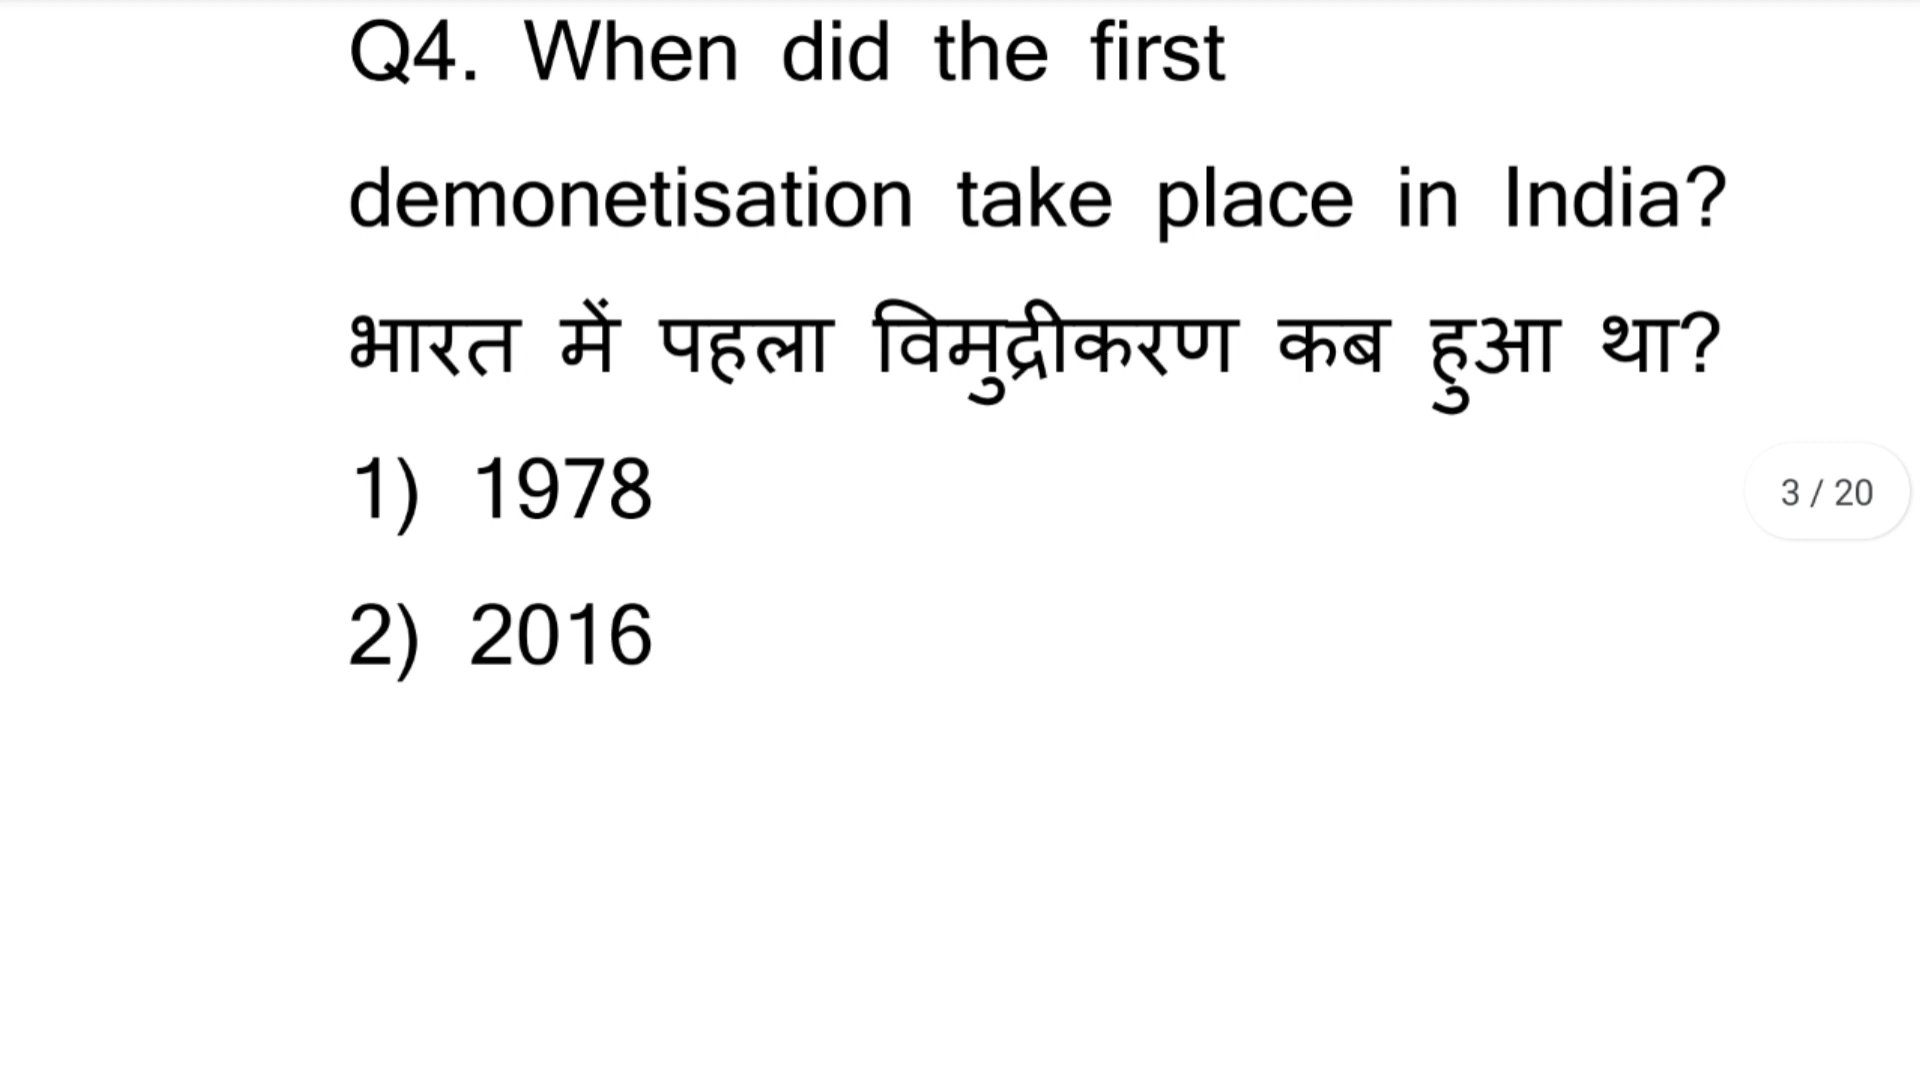 Q4. When did the first
demonetisation take place in India?
भारत में पहला विमुद्रीकरण कब हुआ था?
1) 1978
3 / 20
2) 2016